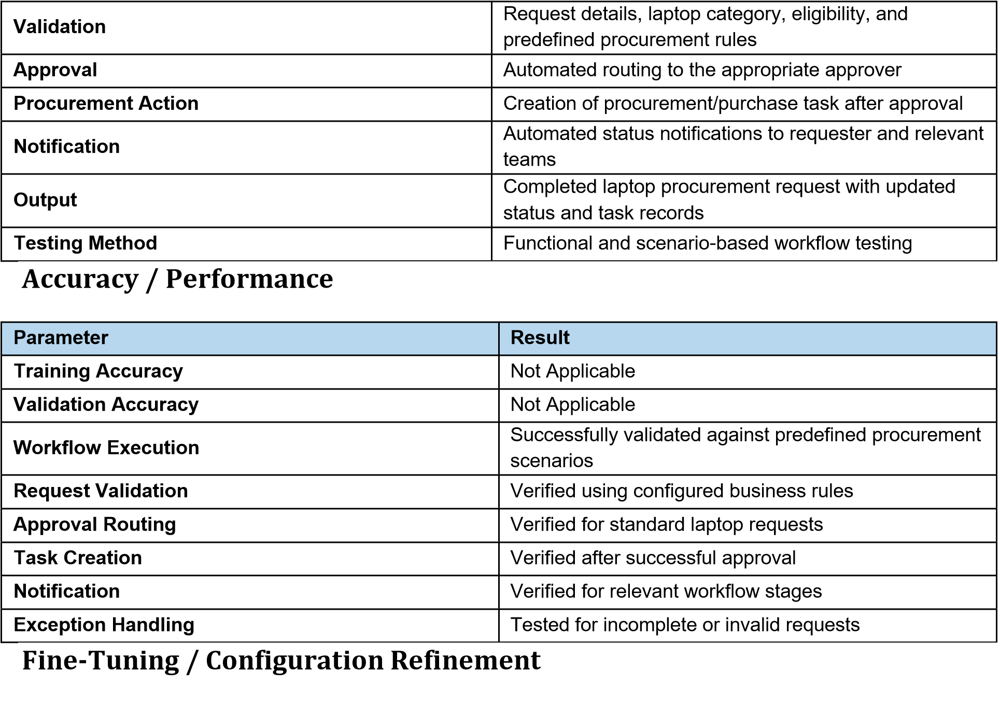 Validation
Request details, laptop category, eligibility, and
predefined procurement rules
Approval
Automated routing to the appropriate approver
Procurement Action
Creation of procurement/purchase task after approval
Notification
Automated status notifications to requester and relevant
teams
Output
Completed laptop procurement request with updated
status and task records
Testing Method
Functional and scenario-based workflow testing
Accuracy / Performance
Parameter
Result
Training Accuracy
Not Applicable
Validation Accuracy
Not Applicable
Workflow Execution
Successfully validated against predefined procurement
scenarios
Request Validation
Verified using configured business rules
Approval Routing
Verified for standard laptop requests
Task Creation
Verified after successful approval
Notification
Verified for relevant workflow stages
Exception Handling
Tested for incomplete or invalid requests
Fine-Tuning / Configuration Refinement